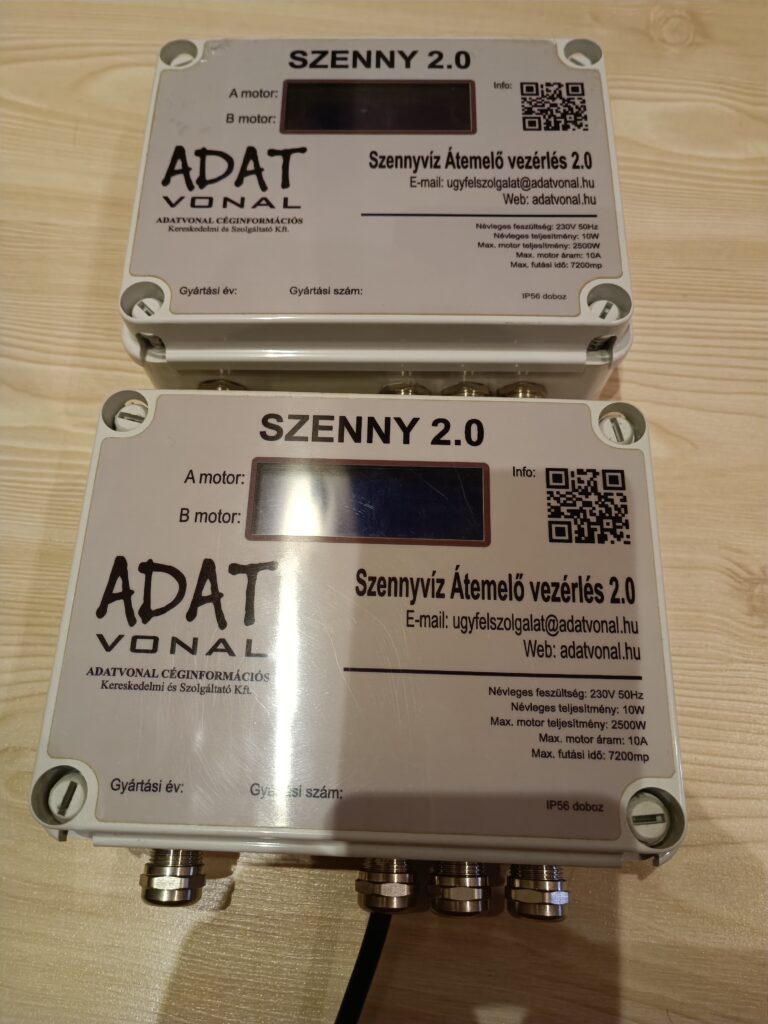 SZENNY 2.0
A motor:
B motor:
Info:
ADAT
VONAL
ADATVONAL CÉGINFORMÁCIÓS
Kereskedelmi és Szolgáltató Kft.
Szennyvíz Átemelő vezérlés 2.0
E-mail: ugyfelszolgalat@adatvonal.hu
Web: adatvonal.hu
Névleges feszültség: 230V 50Hz
Névleges teljesítmény: 10W
Max. motor teljesítmény: 2500W
Max. motor áram: 10A
Max. futási idő: 7200mp
Gyártási év:
Gyártási szám:
IP56 doboz
SZENNY 2.0
A motor:
B motor:
Info:
ADAT
VONAL
ADATVONAL CÉGINFORMÁCIÓS
Kereskedelmi és Szolgáltató Kft.
Szennyvíz Átemelő vezérlés 2.0
E-mail: ugyfelszolgalat@adatvonal.hu
Web: adatvonal.hu
Névleges feszültség: 230V 50Hz
Névleges teljesítmény: 10W
Max. motor teljesítmény: 2500W
Max. motor áram: 10A
Max. futási idő: 7200mp
Gyártási év:
Gyártási szám:
IP56 doboz